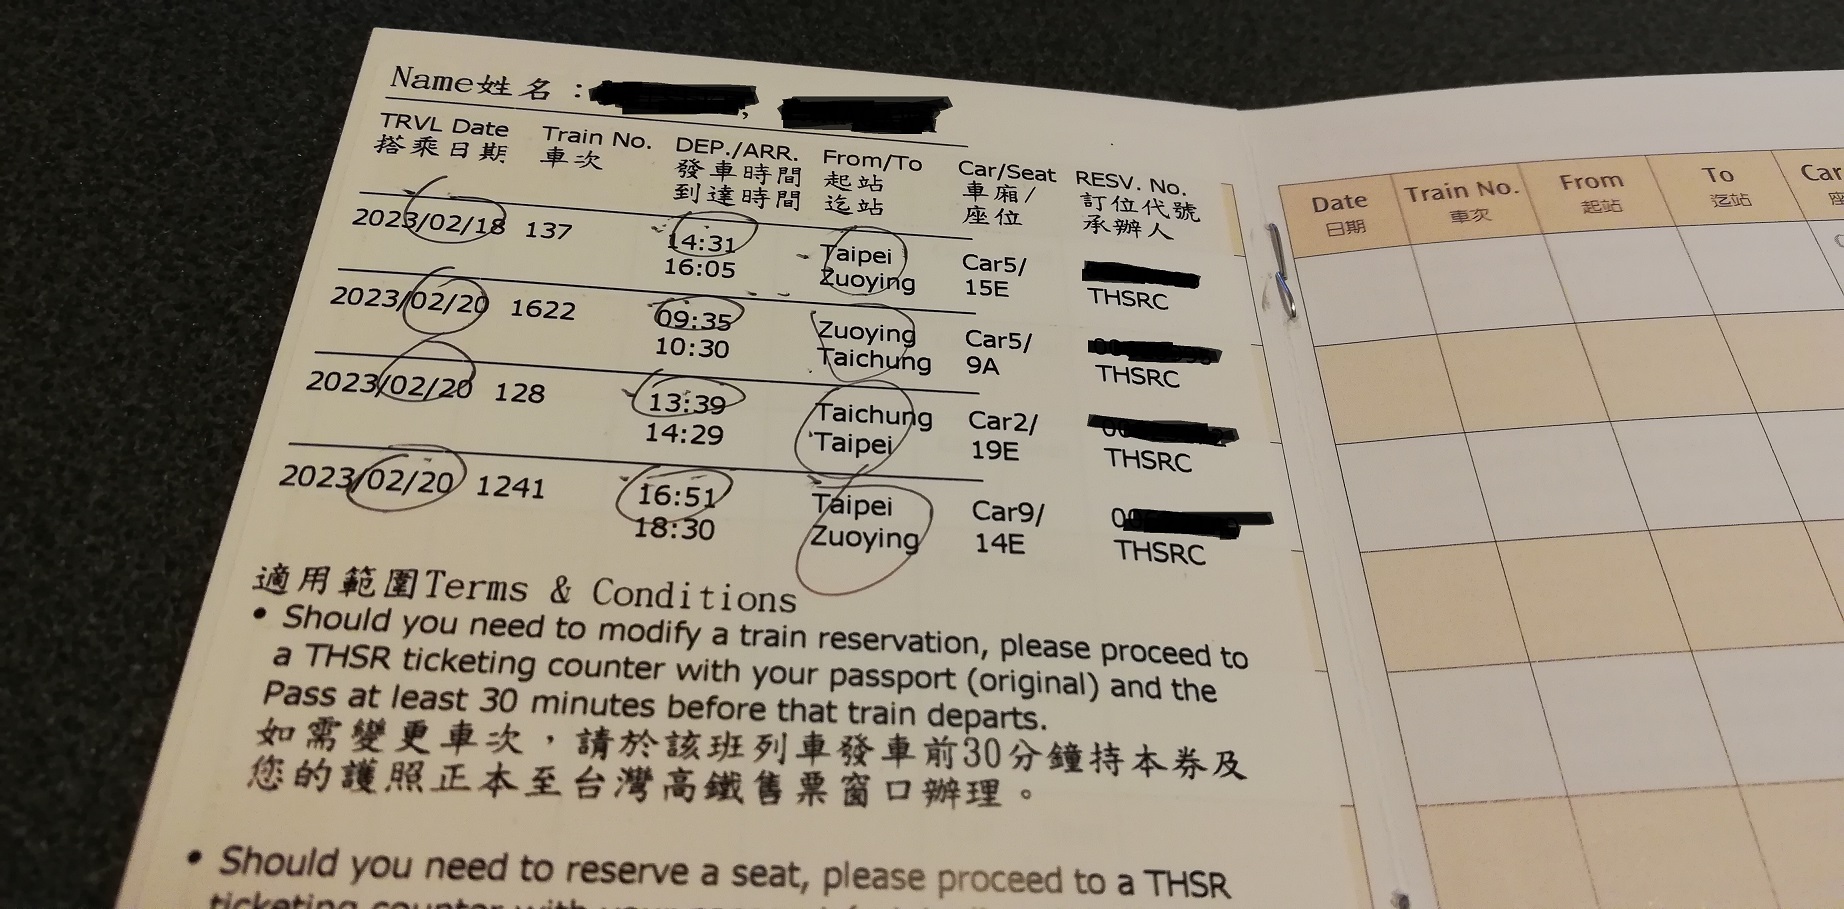 Name姓名：
TRVL Date Train No. DEP./ARR. From/To Car/Seat RESV. No.
搭乘日期 車次 發車時間 起站 車廂/ 訂位代號
到達時間 迄站 座位 承辦人
2023/02/18 137 14:31 Taipei Car5/
16:05 Zuoying 15E THSRC
2023/02/20 1622 09:35 Zuoying Car5/
10:30 Taichung 9A THSRC
2023/02/20 128 13:39 Taichung Car2/
14:29 Taipei 19E THSRC
2023/02/20 1241 16:51 Taipei Car9/
18:30 Zuoying 14E THSRC
適用範圍Terms & Conditions
• Should you need to modify a train reservation, please proceed to
a THSR ticketing counter with your passport (original) and the
Pass at least 30 minutes before that train departs.
如需變更車次，請於該班列車發車前30分鐘持本券及
您的護照正本至台灣高鐵售票窗口辦理。
• Should you need to reserve a seat, please proceed to a THSR
ticketing counter with your
Date Train No. From To Car
日期 車次 起站 迄站